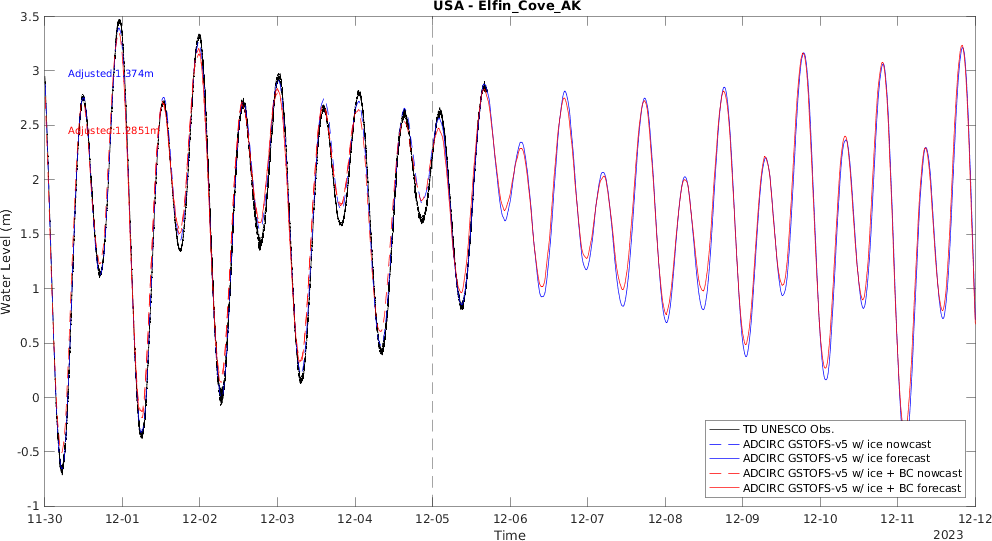 USA - Elfin_Cove_AK
3.5
3
2.5
2
1.5
1
0.5
0
-0.5
-1
Water Level (m)
Adjusted:1.374m
Adjusted:1.2851m
TD UNESCO Obs.
ADCIRC GSTOFS-v5 w/ ice nowcast
ADCIRC GSTOFS-v5 w/ ice forecast
ADCIRC GSTOFS-v5 w/ ice + BC nowcast
ADCIRC GSTOFS-v5 w/ ice + BC forecast
11-30 12-01 12-02 12-03 12-04 12-05 12-06 12-07 12-08 12-09 12-10 12-11 12-12
Time
2023